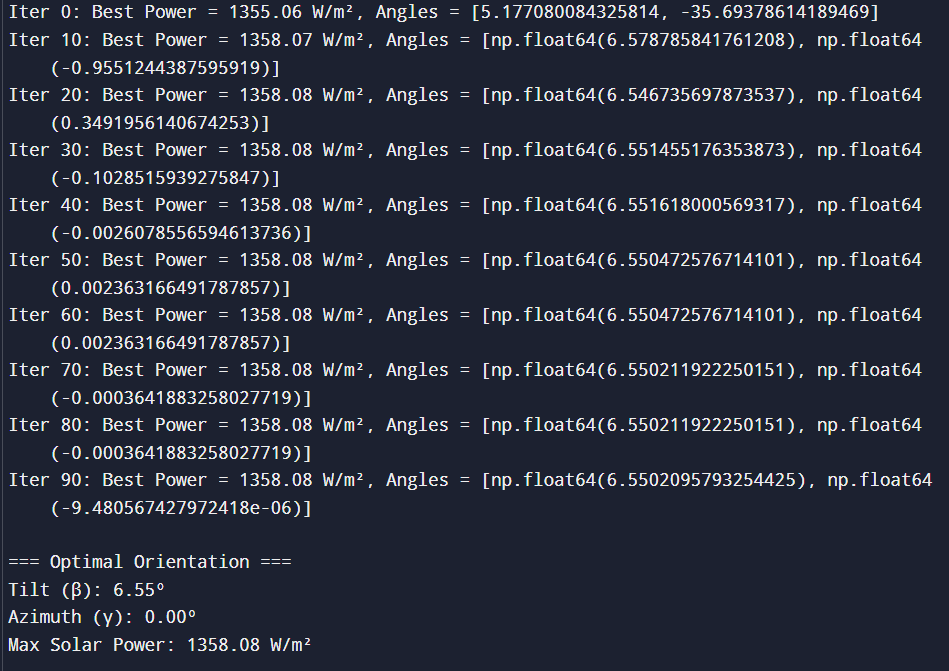 Iter 0: Best Power = 1355.06 W/m², Angles = [5.177080084325814, -35.69378614189469]
Iter 10: Best Power = 1358.07 W/m², Angles = [np.float64(6.578785841761208), np.float64
(-0.9551244387595919)]
Iter 20: Best Power = 1358.08 W/m², Angles = [np.float64(6.546735697873537), np.float64
(0.3491956140674253)]
Iter 30: Best Power = 1358.08 W/m², Angles = [np.float64(6.551455176353873), np.float64
(-0.1028515939275847)]
Iter 40: Best Power = 1358.08 W/m², Angles = [np.float64(6.551618000569317), np.float64
(-0.0026078556594613736)]
Iter 50: Best Power = 1358.08 W/m², Angles = [np.float64(6.550472576714101), np.float64
(0.002363166491787857)]
Iter 60: Best Power = 1358.08 W/m², Angles = [np.float64(6.550472576714101), np.float64
(0.002363166491787857)]
Iter 70: Best Power = 1358.08 W/m², Angles = [np.float64(6.550211922250151), np.float64
(-0.0003641883258027719)]
Iter 80: Best Power = 1358.08 W/m², Angles = [np.float64(6.550211922250151), np.float64
(-0.0003641883258027719)]
Iter 90: Best Power = 1358.08 W/m², Angles = [np.float64(6.5502095793254425), np.float64
(-9.480567427972418e-06)]
=== Optimal Orientation ===
Tilt (β): 6.55º
Azimuth (γ): 0.00º
Max Solar Power: 1358.08 W/m²